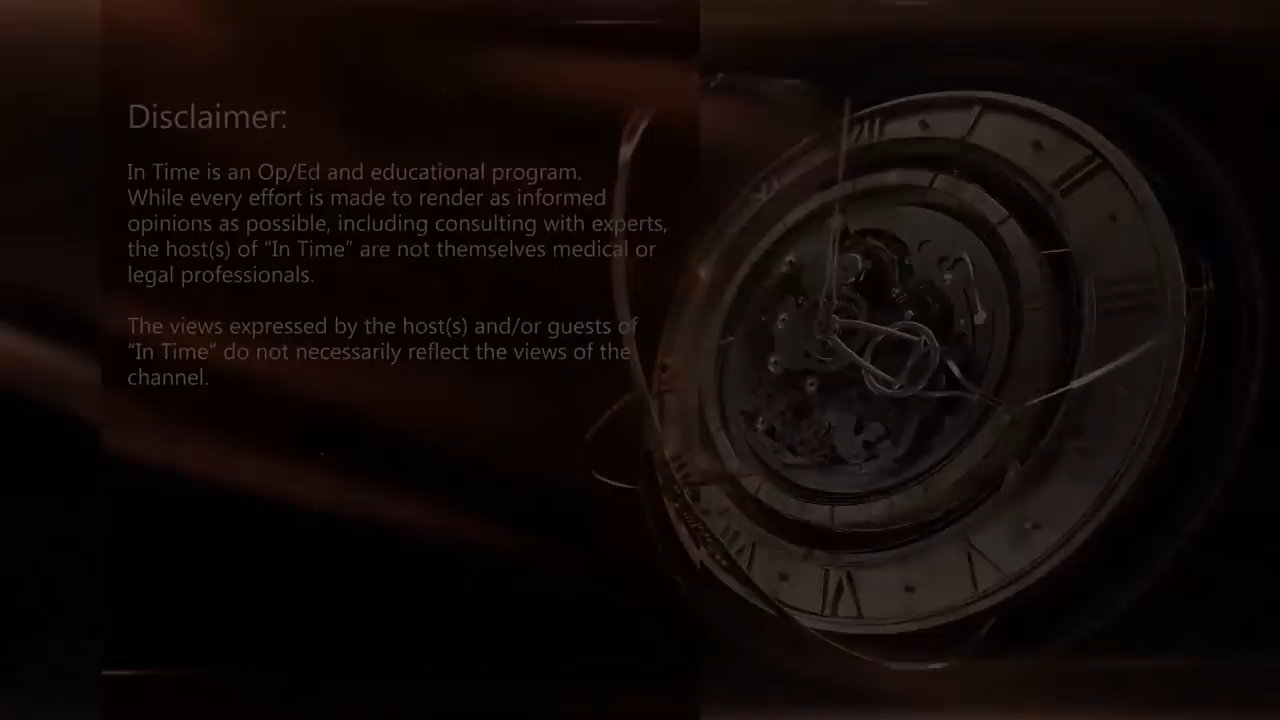 Disclaimer:
In Time is an Op/Ed and educational program.
While every effort is made to render as informed
opinions as possible, including consulting with experts,
the host(s) of “In Time” are not themselves medical or
legal professionals.
The views expressed by the host(s) and/or guests of
“In Time” do not necessarily reflect the views of the
channel.